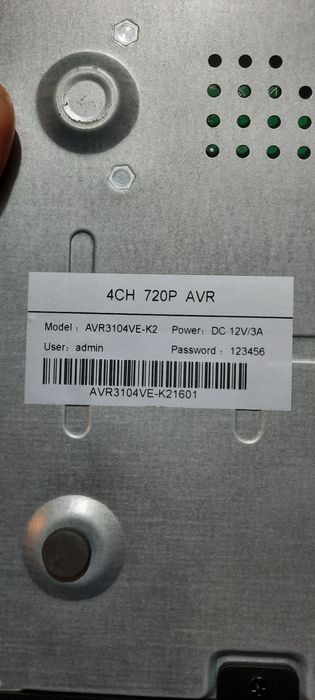 4CH 720P AVR
Model : AVR3104VE-K2 Power: DC 12V/3A
User: admin Password : 123456
AVR3104VE-K21601